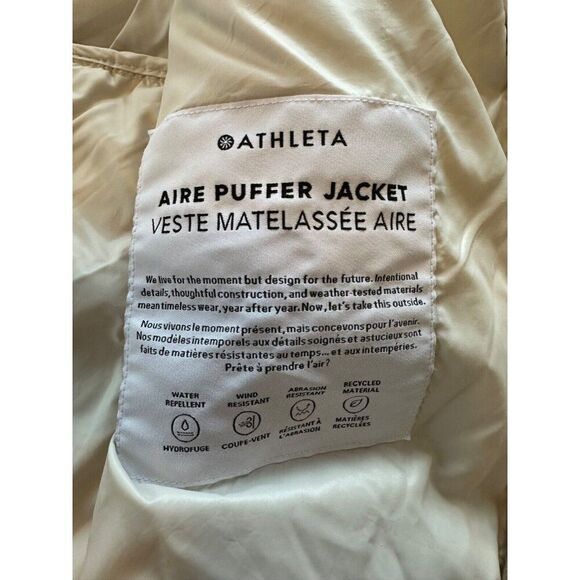 ATHLETA
AIRE PUFFER JACKET
VESTE MATELASSÉE AIRE
We live for the moment but design for the future. Intentional
details, thoughtful construction, and weather-tested materials
mean timeless wear, year after year. Now, let's take this outside.
Nous vivons le moment présent, mais concevons pour l'avenir.
Nos modèles intemporels aux détails soignés et astucieux sont
faits de matières résistantes au temps... et aux intempéries.
Prête à prendre l'air?
WATER
REPELLENT
HYDROFUGE
WIND
RESISTANT
COUPE-VENT
ABRASION
RESISTANT
RÉSISTANT À
L'ABRASION
RECYCLED
MATERIAL
MATIÈRES
RECYCLÉES